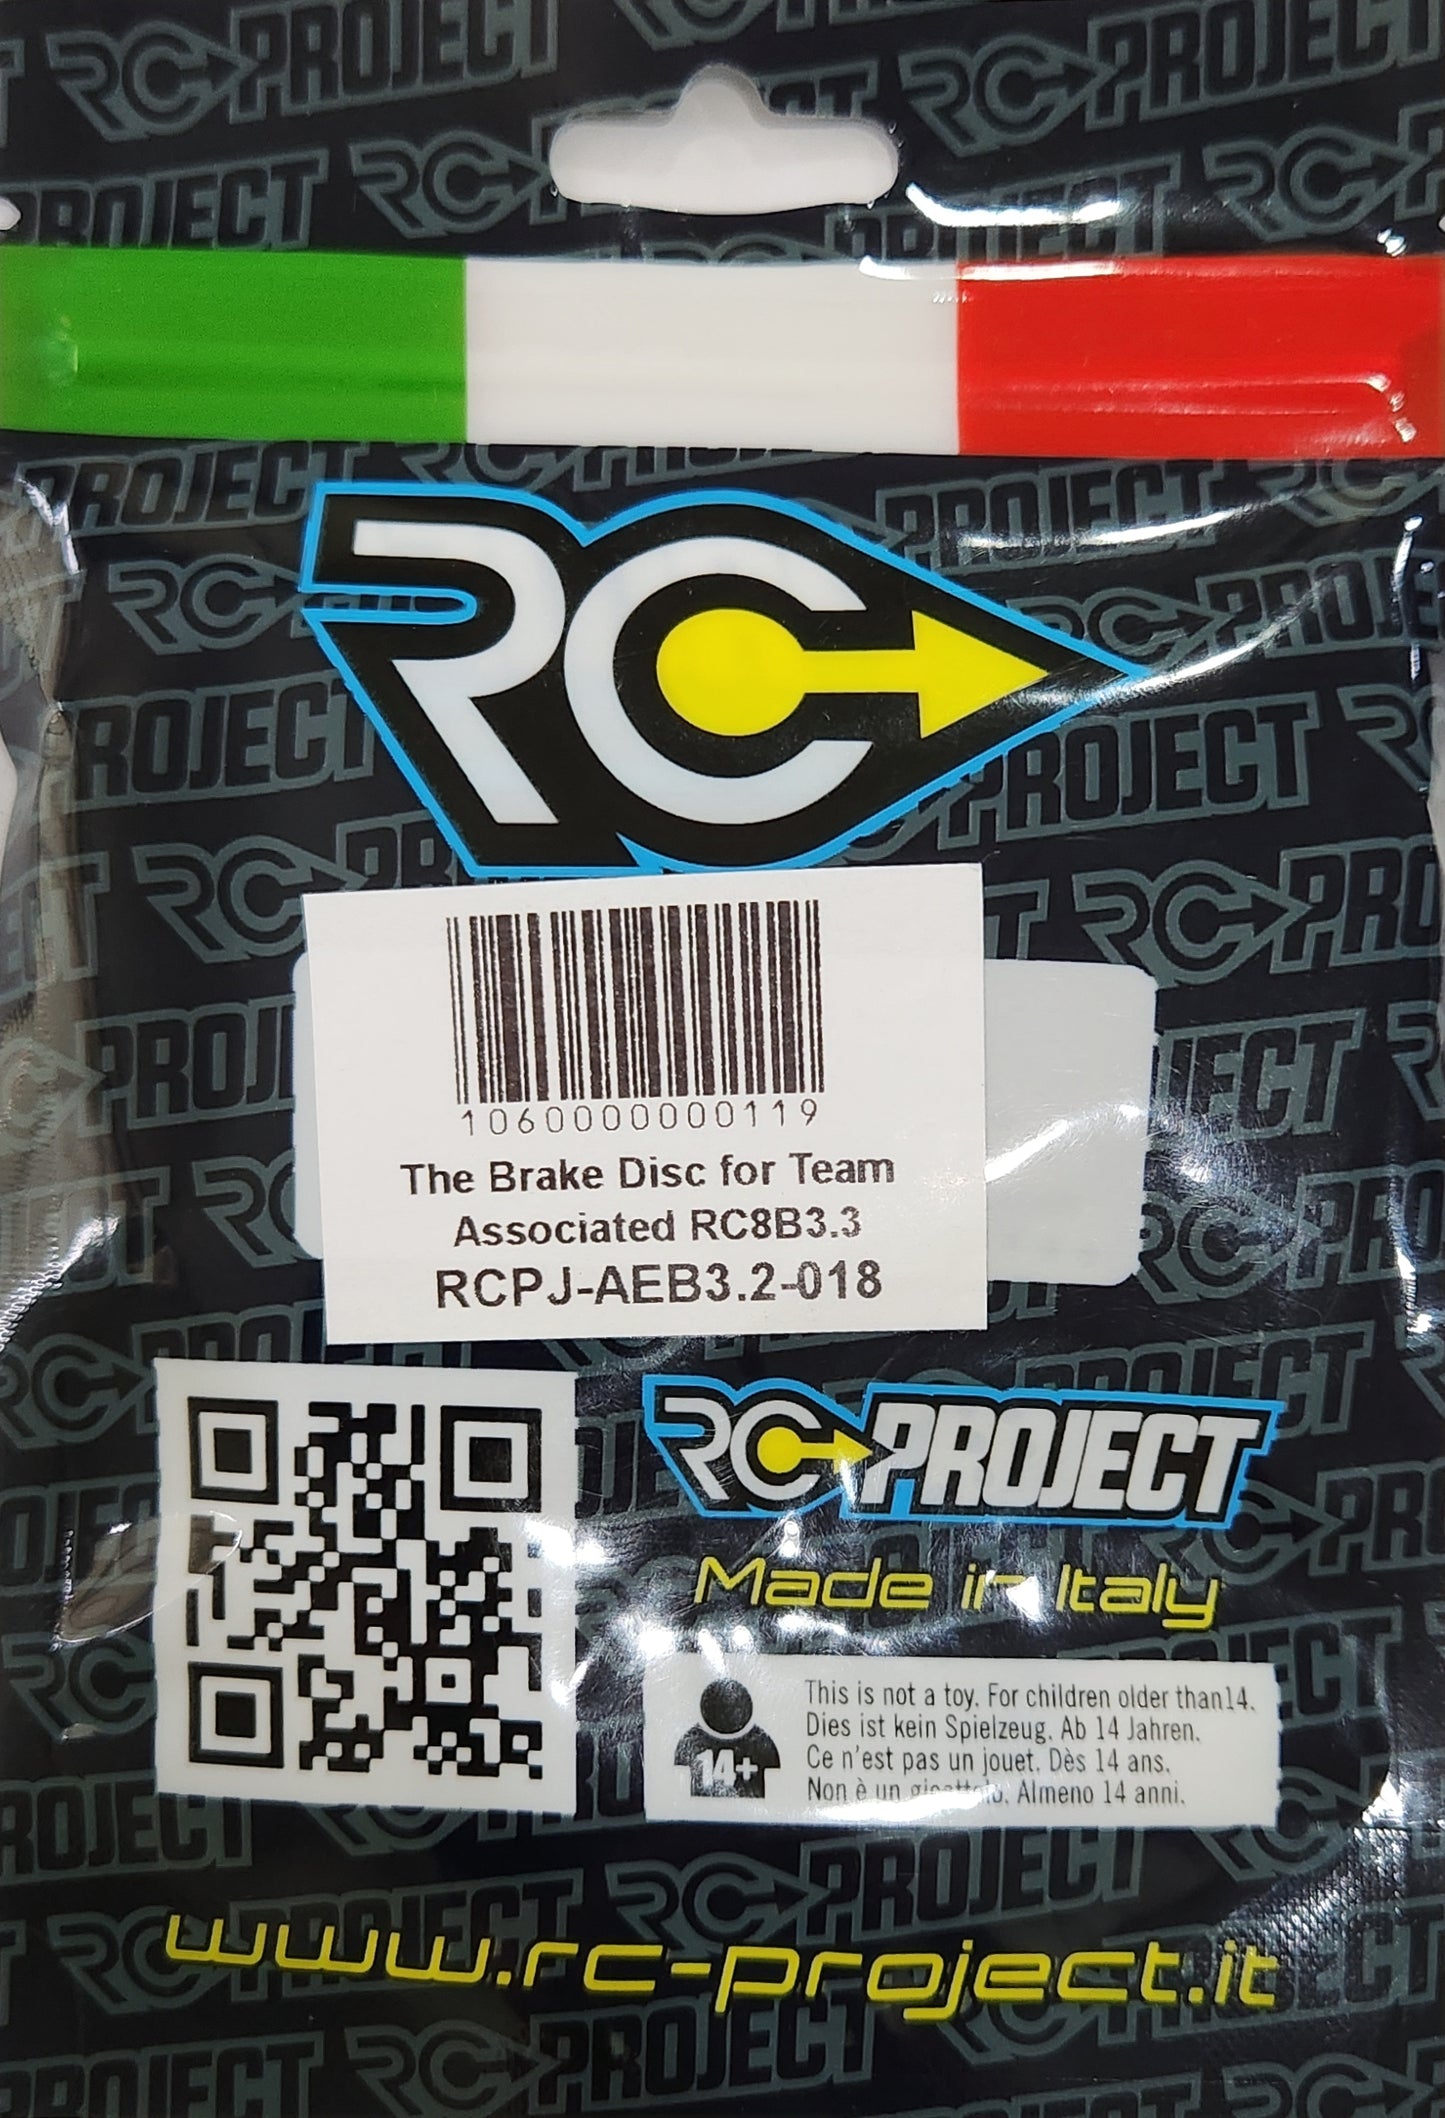 RC
1060000000119
The Brake Disc for Team
Associated RC8B3.3
RCPJ-AEB3.2-018
RC PROJECT
Made in Italy
14+
This is not a toy. For children older than14.
Dies ist kein Spielzeug. Ab 14 Jahren.
Ce n'est pas un jouet. Dès 14 ans.
Non è un giocattolo. Almeno 14 anni.
www.rc-project.it